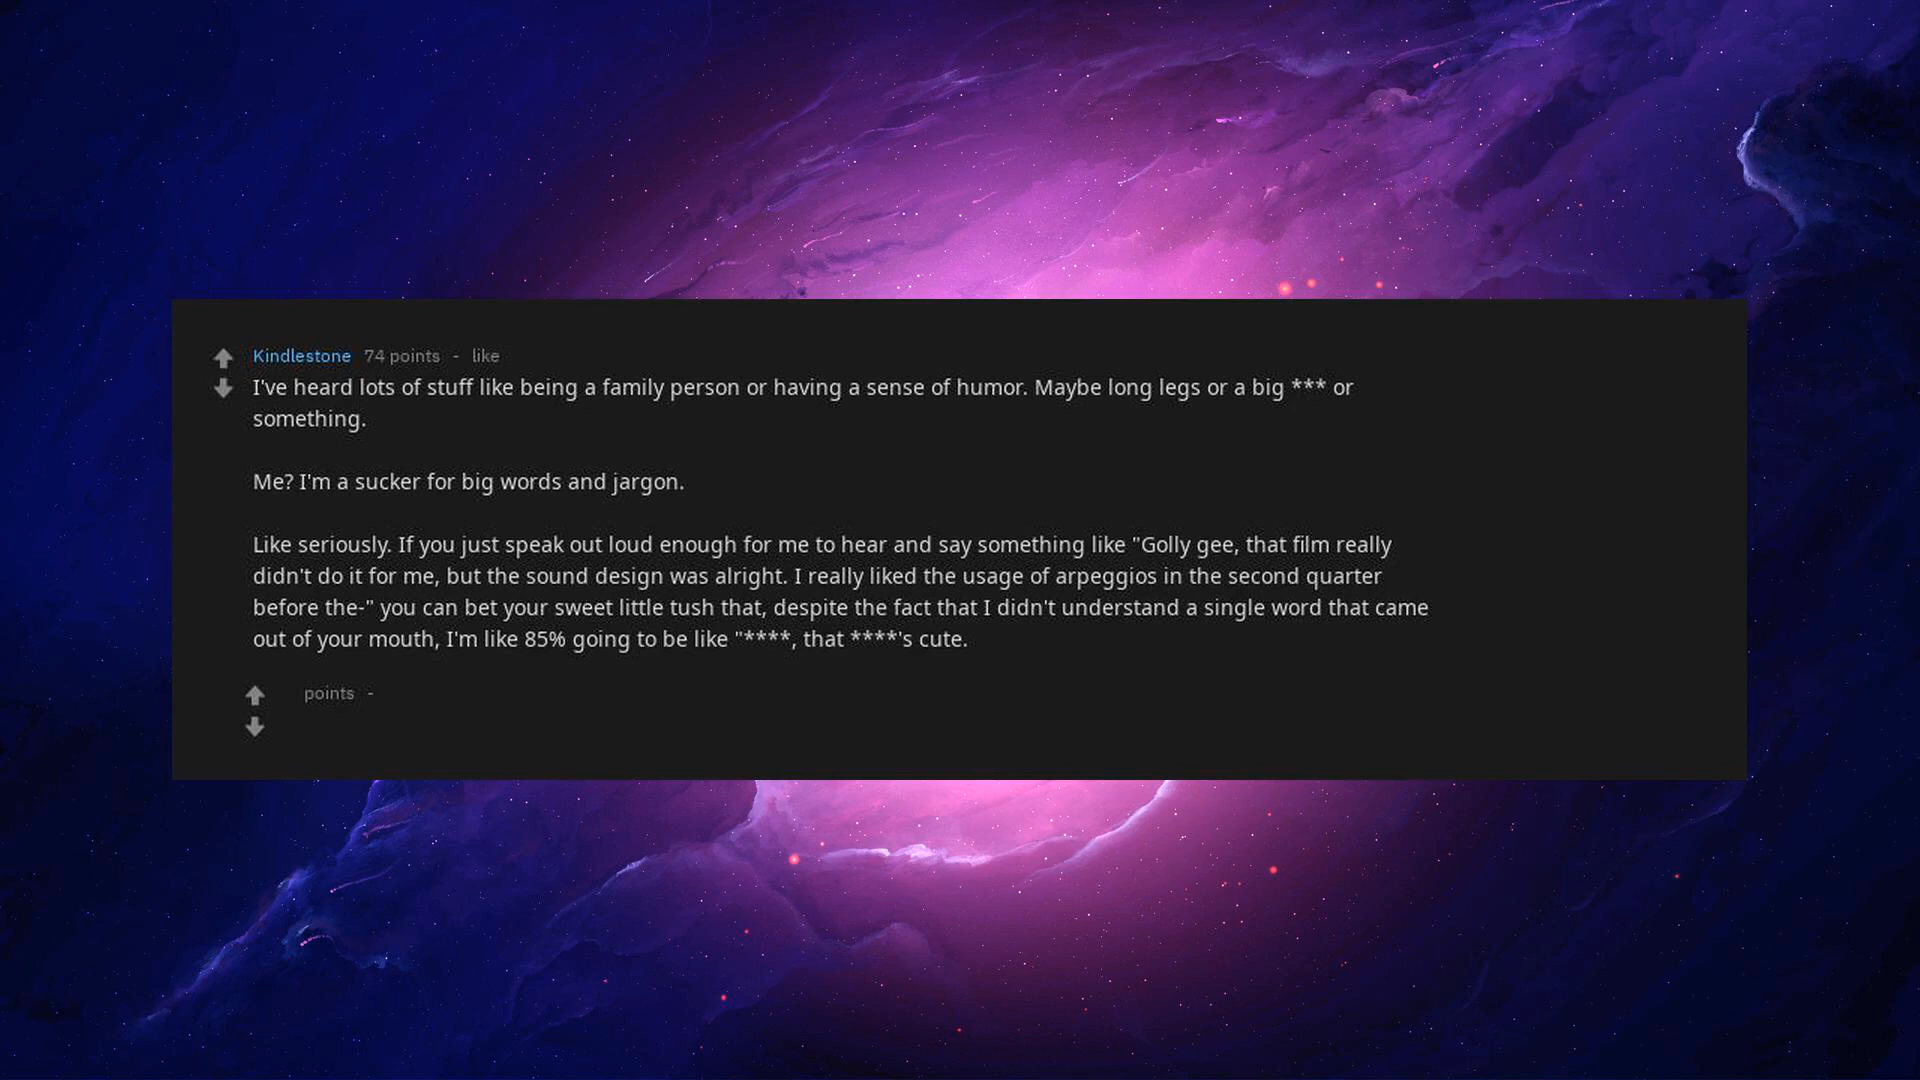 Kindlestone 74 points - like
I've heard lots of stuff like being a family person or having a sense of humor. Maybe long legs or a big *** or
something.
Me? I'm a sucker for big words and jargon.
Like seriously. If you just speak out loud enough for me to hear and say something like "Golly gee, that film really
didn't do it for me, but the sound design was alright. I really liked the usage of arpeggios in the second quarter
before the-" you can bet your sweet little tush that, despite the fact that I didn't understand a single word that came
out of your mouth, I'm like 85% going to be like "****, that ****'s cute.
points -